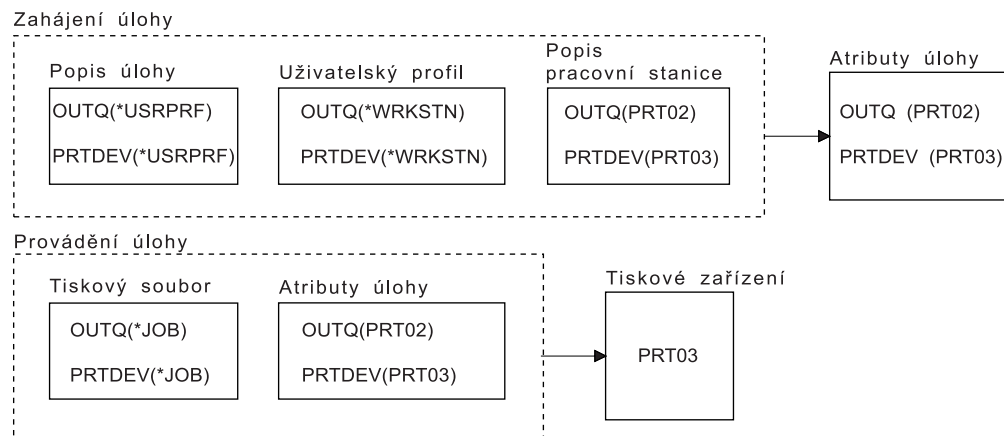 Zahájení úlohy
Popis úlohy
OUTQ(*USRPRF)
PRTDEV(*USRPRF)
Uživatelský profil
OUTQ(*WRKSTN)
PRTDEV(*WRKSTN)
Popis
pracovní stanice
OUTQ(PRT02)
PRTDEV(PRT03)
Atributy úlohy
OUTQ (PRT02)
PRTDEV (PRT03)
Provádění úlohy
Tiskový soubor
OUTQ(*JOB)
PRTDEV(*JOB)
Atributy úlohy
OUTQ(PRT02)
PRTDEV(PRT03)
Tiskové zařízení
PRT03